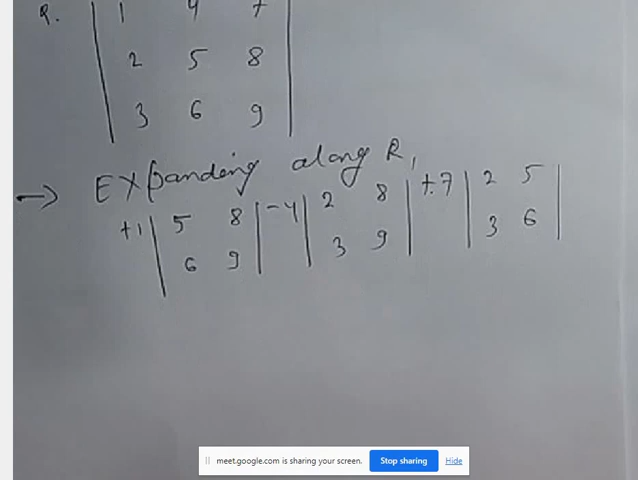 Q. | 1 4 7 |
| 2 5 8 |
| 3 6 9 |
→ Expanding along R₁
+1 | 5 8 | -4 | 2 8 | +7 | 2 5 |
| 6 9 | | 3 9 | | 3 6 |
meet.google.com is sharing your screen. Stop sharing Hide